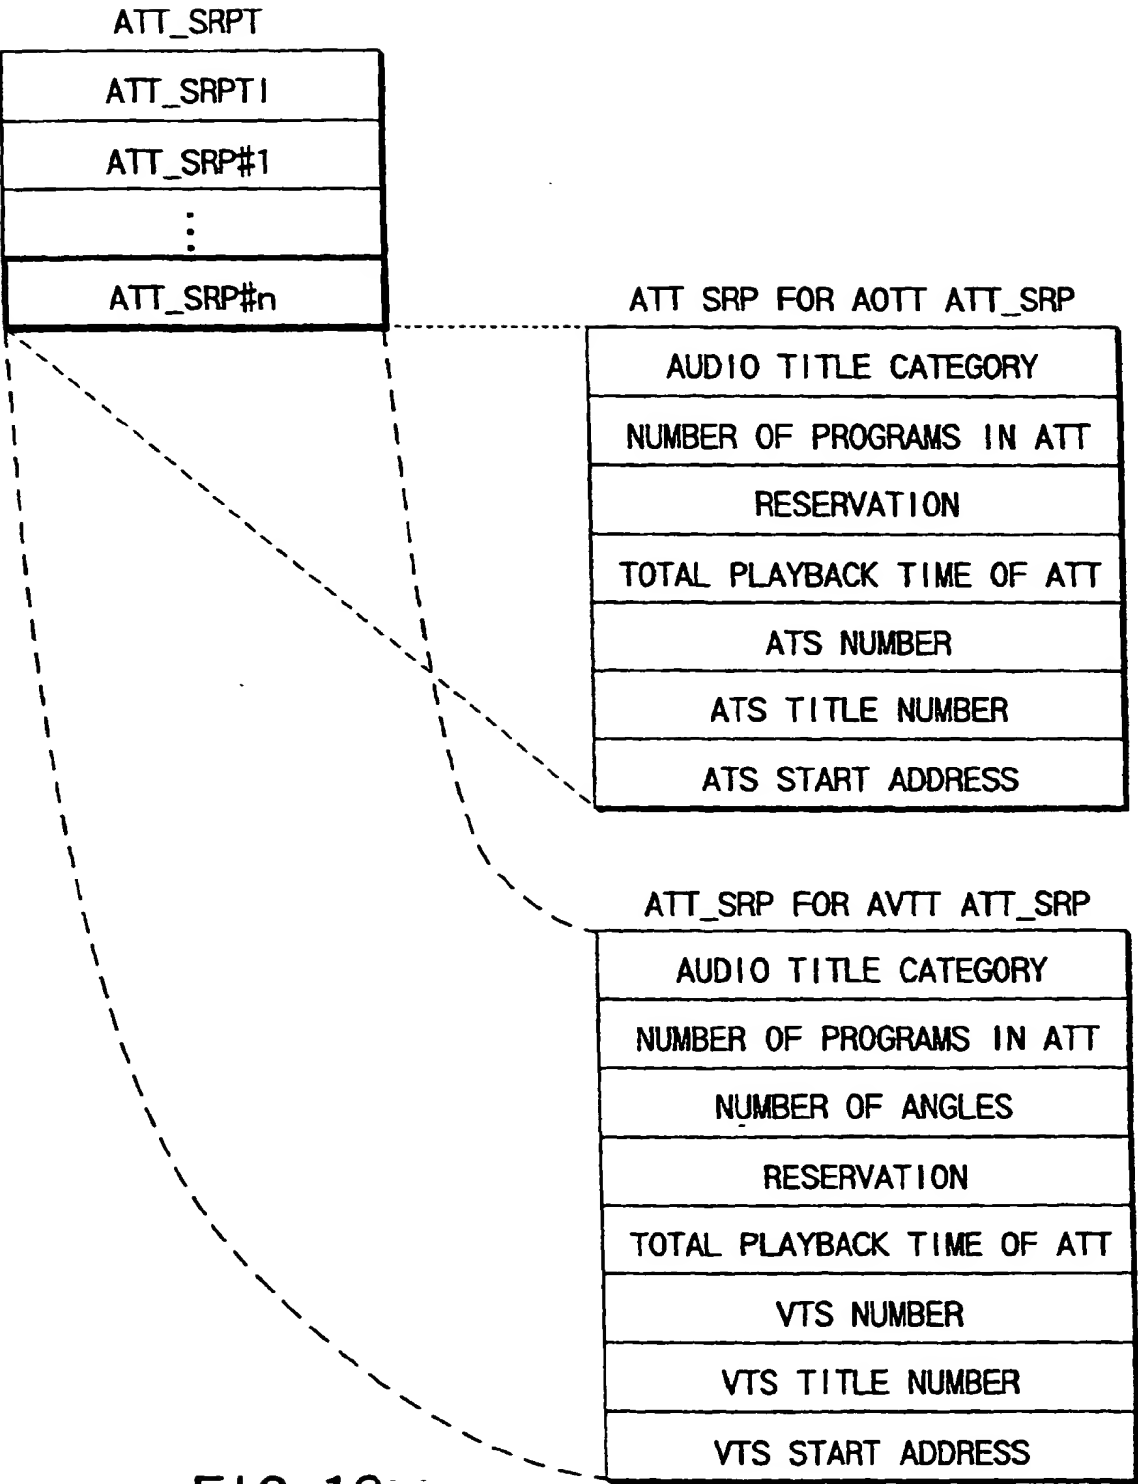 ATT_SRPT
ATT_SRPTI
ATT_SRP#1
⋮
ATT_SRP#n
ATT SRP FOR AOTT ATT_SRP
AUDIO TITLE CATEGORY
NUMBER OF PROGRAMS IN ATT
RESERVATION
TOTAL PLAYBACK TIME OF ATT
ATS NUMBER
ATS TITLE NUMBER
ATS START ADDRESS
ATT_SRP FOR AVTT ATT_SRP
AUDIO TITLE CATEGORY
NUMBER OF PROGRAMS IN ATT
NUMBER OF ANGLES
RESERVATION
TOTAL PLAYBACK TIME OF ATT
VTS NUMBER
VTS TITLE NUMBER
VTS START ADDRESS